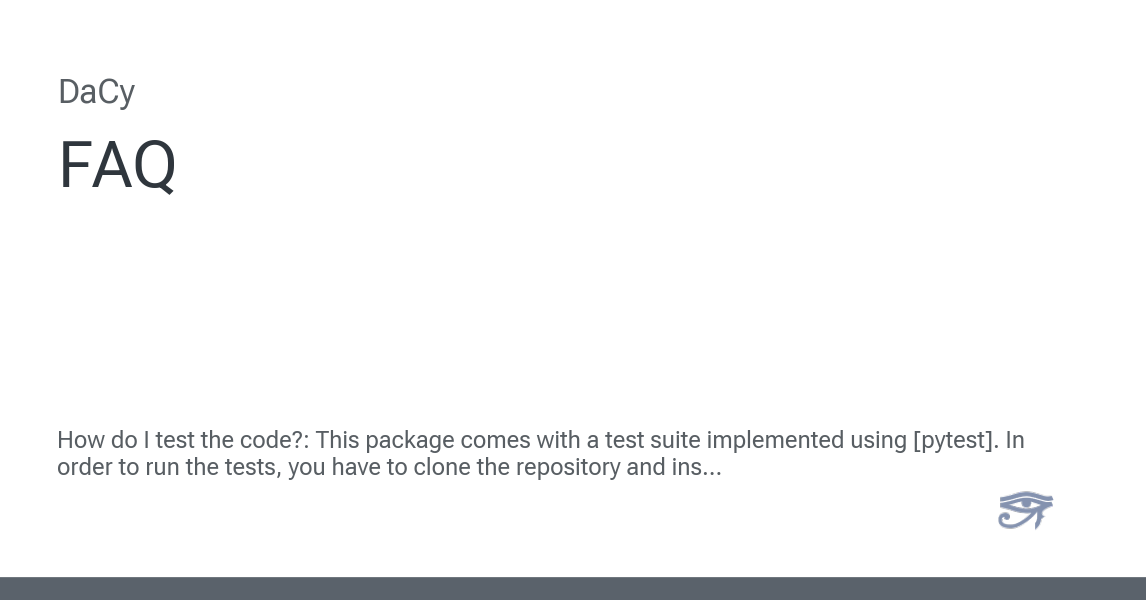 DaCy
FAQ
How do I test the code?: This package comes with a test suite implemented using [pytest]. In
order to run the tests, you have to clone the repository and ins...